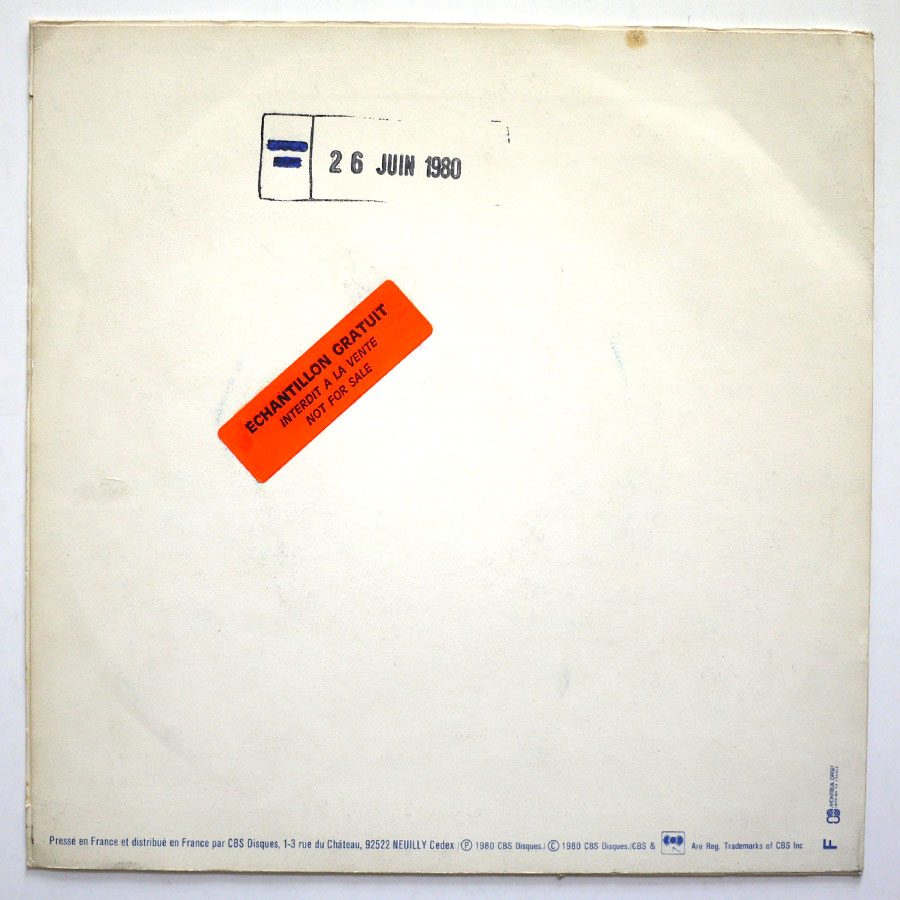 26 JUIN 1980
ECHANTILLON GRATUIT
INTERDIT A LA VENTE
NOT FOR SALE
Pressé en France et distribué en France par CBS Disques, 1-3 rue du Château, 92522 NEUILLY Cedex / Ⓟ 1980 CBS Disques./ © 1980 CBS Disques./CBS & Are Reg. Trademarks of CBS Inc
F